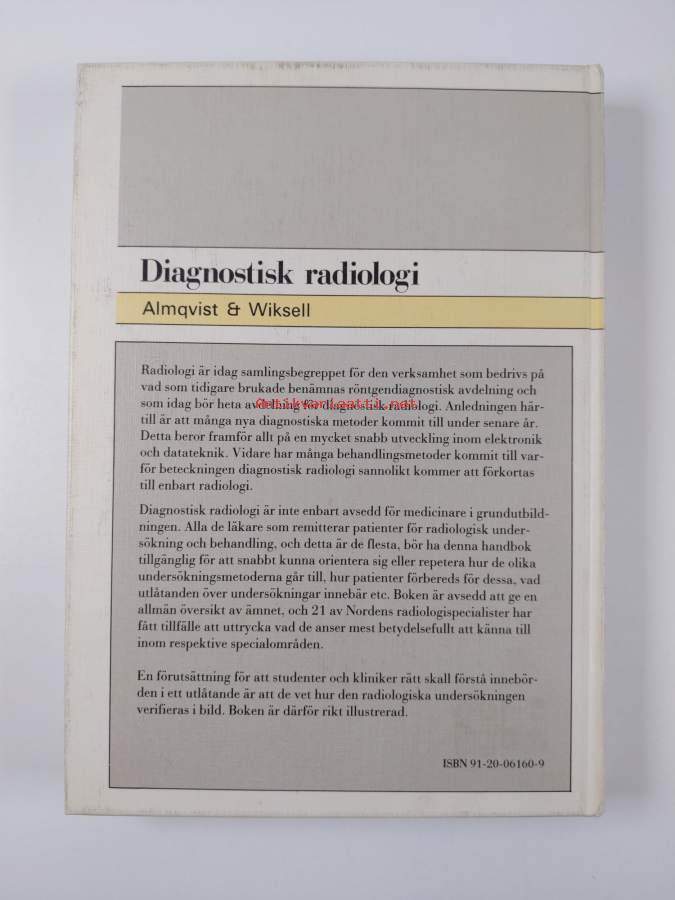 Diagnostisk radiologi
Almqvist & Wiksell
Radiologi är idag samlingsbegreppet för den verksamhet som bedrivs på
vad som tidigare brukade benämnas röntgendiagnostisk avdelning och
som idag bör heta avdelning för diagnostisk radiologi. Anledningen här-
till är att många nya diagnostiska metoder kommit till under senare år.
Detta beror framför allt på en mycket snabb utveckling inom elektronik
och datateknik. Vidare har många behandlingsmetoder kommit till var-
för beteckningen diagnostisk radiologi sannolikt kommer att förkortas
till enbart radiologi.
Diagnostisk radiologi är inte enbart avsedd för medicinare i grundutbild-
ningen. Alla de läkare som remitterar patienter för radiologisk under-
sökning och behandling, och detta är de flesta, bör ha denna handbok
tillgänglig för att snabbt kunna orientera sig eller repetera hur de olika
undersökningsmetoderna går till, hur patienter förbereds för dessa, vad
utlåtanden över undersökningar innebär etc. Boken är avsedd att ge en
allmän översikt av ämnet, och 21 av Nordens radiologispecialister har
fått tillfälle att uttrycka vad de anser mest betydelsefullt att känna till
inom respektive specialområden.
En förutsättning för att studenter och kliniker rätt skall förstå innebör-
den i ett utlåtande är att de vet hur den radiologiska undersökningen
verifieras i bild. Boken är därför rikt illustrerad.
ISBN 91-20-06160-9